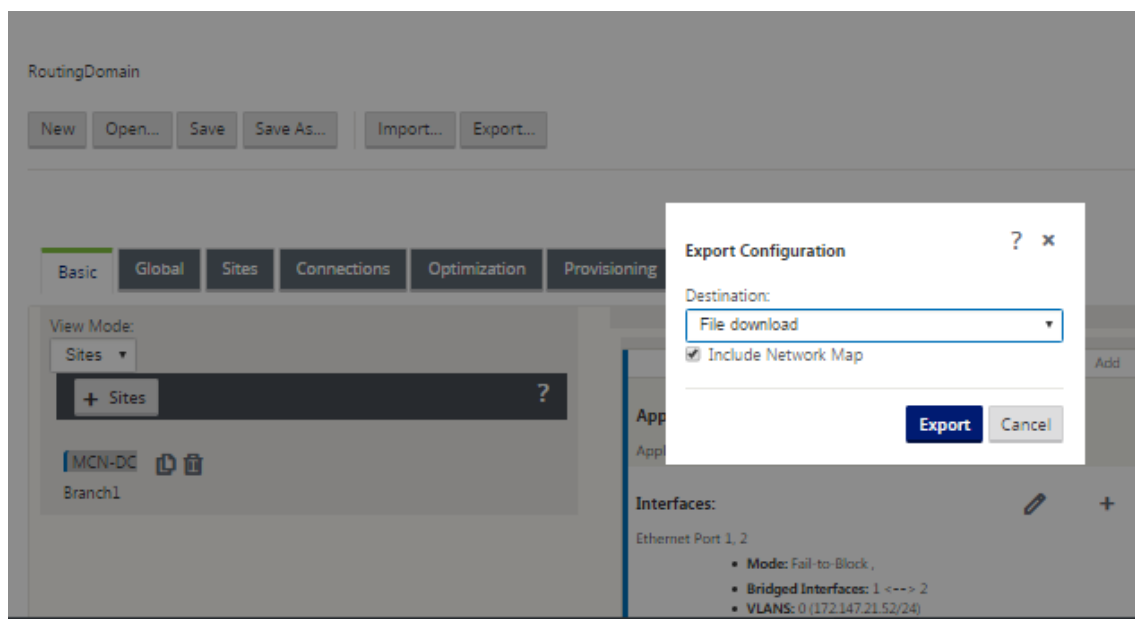 RoutingDomain
New Open... Save Save As... Import... Export...
Basic Global Sites Connections Optimization Provisioning
Export Configuration ? ×
Destination:
File download
Include Network Map
Export Cancel
View Mode:
Sites
+ Sites ?
MCN-DC
Branch1
Add
App
Appl
Interfaces: +
Ethernet Port 1, 2
• Mode: Fail-to-Block ,
• Bridged Interfaces: 1 <--> 2
• VLANS: 0 (172.147.21.52/24)